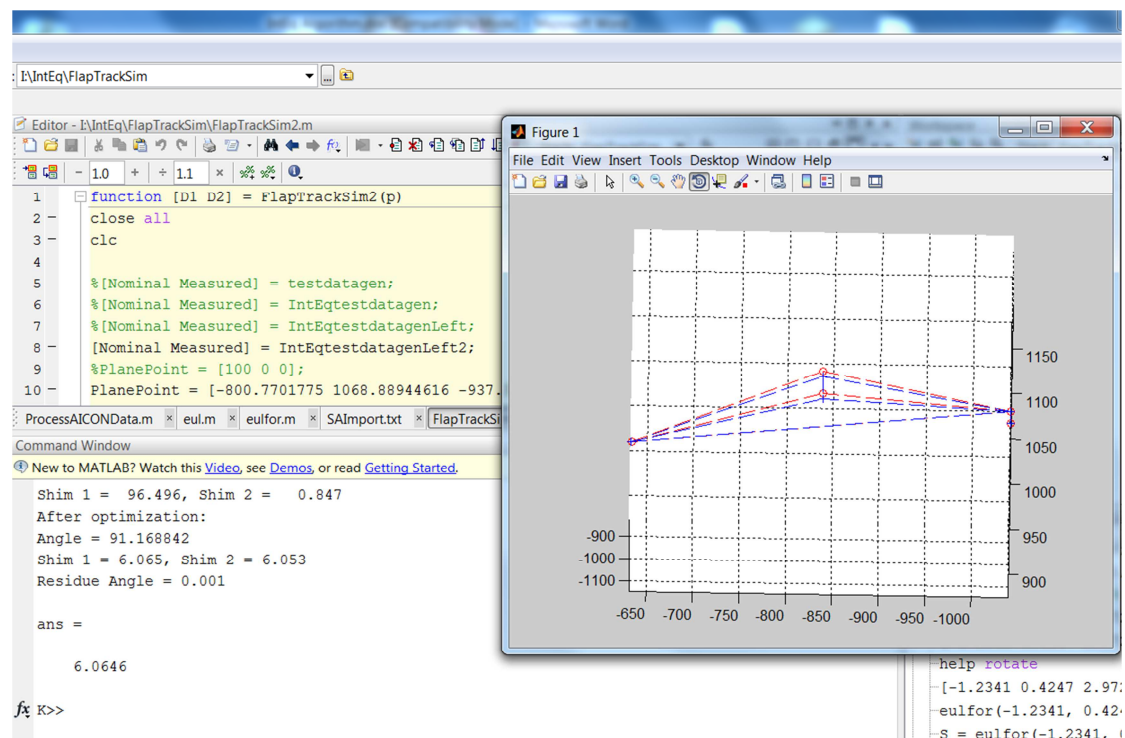 : I:\IntEq\FlapTrackSim
...
Editor - I:\IntEq\FlapTrackSim\FlapTrackSim2.m
- 1.0 + ÷ 1.1 ×
1 function [D1 D2] = FlapTrackSim2(p)
2 - close all
3 - clc
4
5 %[Nominal Measured] = testdatagen;
6 %[Nominal Measured] = IntEqtestdatagen;
7 %[Nominal Measured] = IntEqtestdatagenLeft;
8 - [Nominal Measured] = IntEqtestdatagenLeft2;
9 %PlanePoint = [100 0 0];
10 - PlanePoint = [-800.7701775 1068.88944616 -937.
ProcessAICONData.m × eul.m × eulfor.m × SAImport.txt × FlapTrackSi
Command Window
New to MATLAB? Watch this Video, see Demos, or read Getting Started.
Shim 1 = 96.496, Shim 2 = 0.847
After optimization:
Angle = 91.168842
Shim 1 = 6.065, Shim 2 = 6.053
Residue Angle = 0.001
ans =
6.0646
fx K>>
Figure 1
File Edit View Insert Tools Desktop Window Help
1150
1100
1050
1000
950
900
-900
-1000
-1100
-650 -700 -750 -800 -850 -900 -950 -1000
help rotate
[-1.2341 0.4247 2.972
eulfor(-1.2341, 0.424
S = eulfor(-1.2341, 0